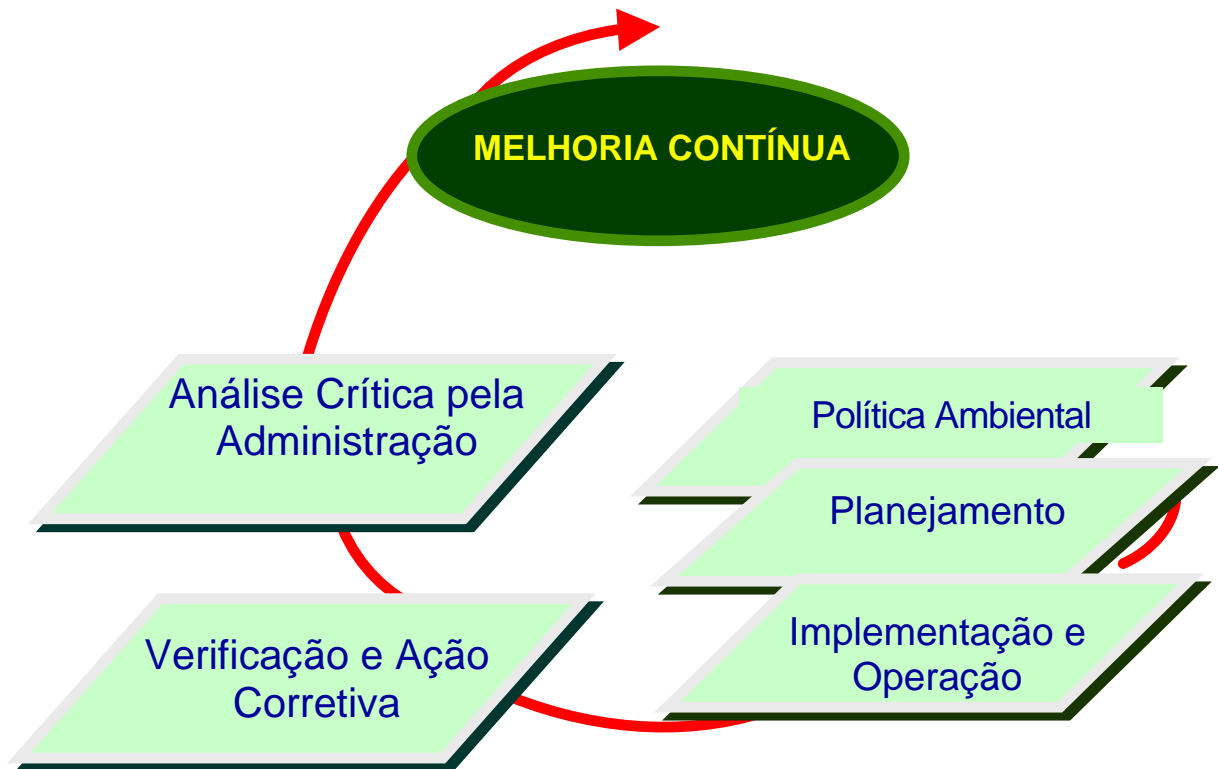 MELHORIA CONTÍNUA
Análise Crítica pela
Administração
Política Ambiental
Planejamento
Verificação e Ação
Corretiva
Implementação e
Operação